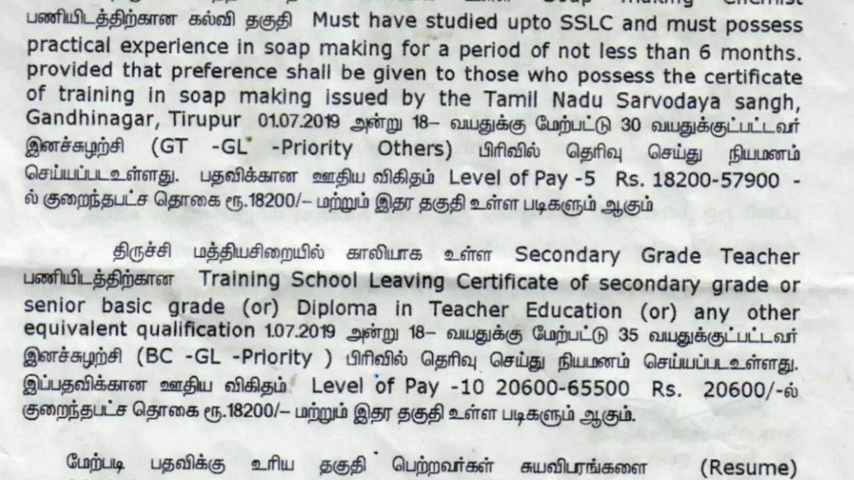 பணியிடத்திற்கான கல்வி தகுதி Must have studied upto SSLC and must possess
practical experience in soap making for a period of not less than 6 months.
provided that preference shall be given to those who possess the certificate
of training in soap making issued by the Tamil Nadu Sarvodaya sangh,
Gandhinagar, Tirupur 01.07.2019 அன்று 18– வயதுக்கு மேற்பட்டு 30 வயதுக்குட்பட்டவர்
இனச்சுழற்சி (GT -GL -Priority Others) பிரிவில் தெரிவு செய்து நியமனம்
செய்யப்படஉள்ளது. பதவிக்கான ஊதிய விகிதம் Level of Pay -5 Rs. 18200-57900 -
ல் குறைந்தபட்ச தொகை ரூ.18200/– மற்றும் இதர தகுதி உள்ள படிகளும் ஆகும்
திருச்சி மத்தியசிறையில் காலியாக உள்ள Secondary Grade Teacher
பணியிடத்திற்கான Training School Leaving Certificate of secondary grade or
senior basic grade (or) Diploma in Teacher Education (or) any other
equivalent qualification 1.07.2019 அன்று 18– வயதுக்கு மேற்பட்டு 35 வயதுக்குட்பட்டவர்
இனச்சுழற்சி (BC -GL -Priority ) பிரிவில் தெரிவு செய்து நியமனம் செய்யப்படஉள்ளது.
இப்பதவிக்கான ஊதிய விகிதம் Level of Pay -10 20600-65500 Rs. 20600/-ல்
குறைந்தபட்ச தொகை ரூ.18200/– மற்றும் இதர தகுதி உள்ள படிகளும் ஆகும்.
மேற்படி பதவிக்கு உரிய தகுதி பெற்றவர்கள் சுயவிபரங்களை (Resume)